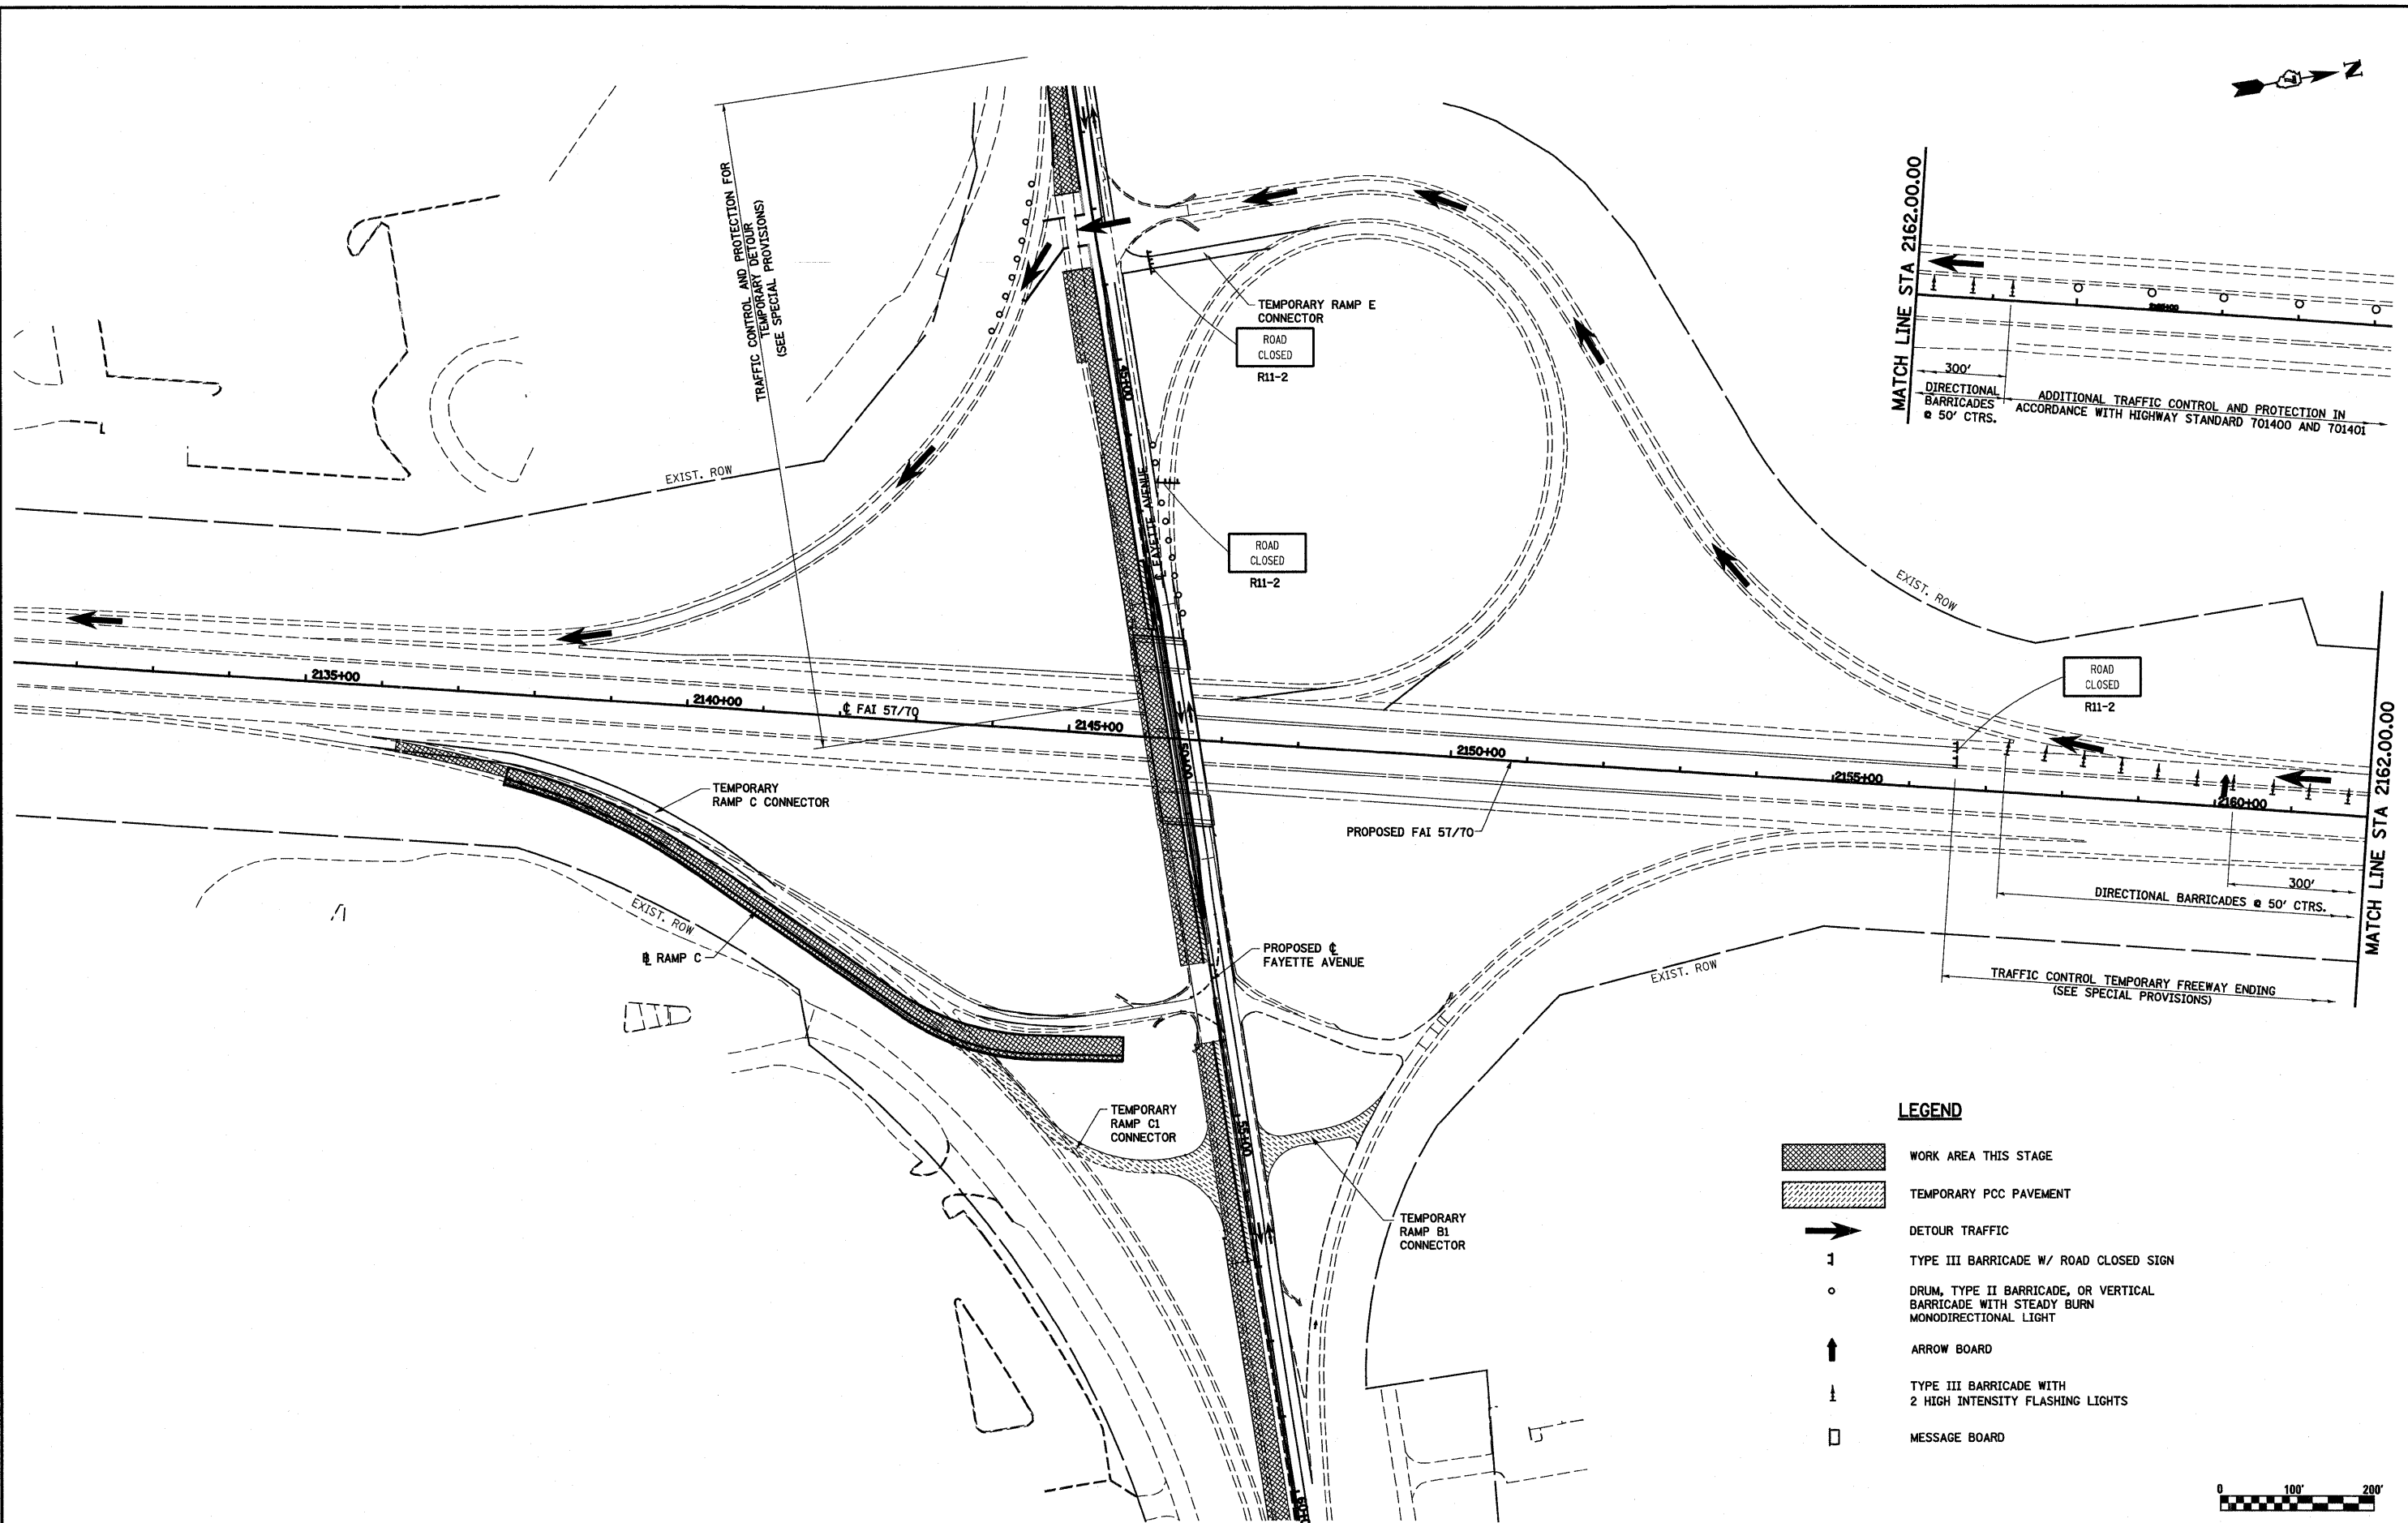 N
TRAFFIC CONTROL AND PROTECTION FOR
TEMPORARY DETOUR
(SEE SPECIAL PROVISIONS)
TEMPORARY RAMP E
CONNECTOR
ROAD
CLOSED
R11-2
45+00
℄ FAYETTE AVENUE
ROAD
CLOSED
R11-2
EXIST. ROW
MATCH LINE STA 2162.00.00
300'
DIRECTIONAL
BARRICADES
@ 50' CTRS.
ADDITIONAL TRAFFIC CONTROL AND PROTECTION IN
ACCORDANCE WITH HIGHWAY STANDARD 701400 AND 701401
EXIST. ROW
ROAD
CLOSED
R11-2
2135+00
2140+00
℄ FAI 57/70
2145+00
50+00
2150+00
2155+00
2160+00
MATCH LINE STA 2162.00.00
TEMPORARY
RAMP C CONNECTOR
PROPOSED FAI 57/70
300'
DIRECTIONAL BARRICADES @ 50' CTRS.
EXIST. ROW
B RAMP C
PROPOSED ℄
FAYETTE AVENUE
EXIST. ROW
TRAFFIC CONTROL TEMPORARY FREEWAY ENDING
(SEE SPECIAL PROVISIONS)
TEMPORARY
RAMP C1
CONNECTOR
55+00
TEMPORARY
RAMP B1
CONNECTOR
LEGEND
WORK AREA THIS STAGE
TEMPORARY PCC PAVEMENT
DETOUR TRAFFIC
TYPE III BARRICADE W/ ROAD CLOSED SIGN
DRUM, TYPE II BARRICADE, OR VERTICAL
BARRICADE WITH STEADY BURN
MONODIRECTIONAL LIGHT
ARROW BOARD
TYPE III BARRICADE WITH
2 HIGH INTENSITY FLASHING LIGHTS
MESSAGE BOARD
0 100' 200'